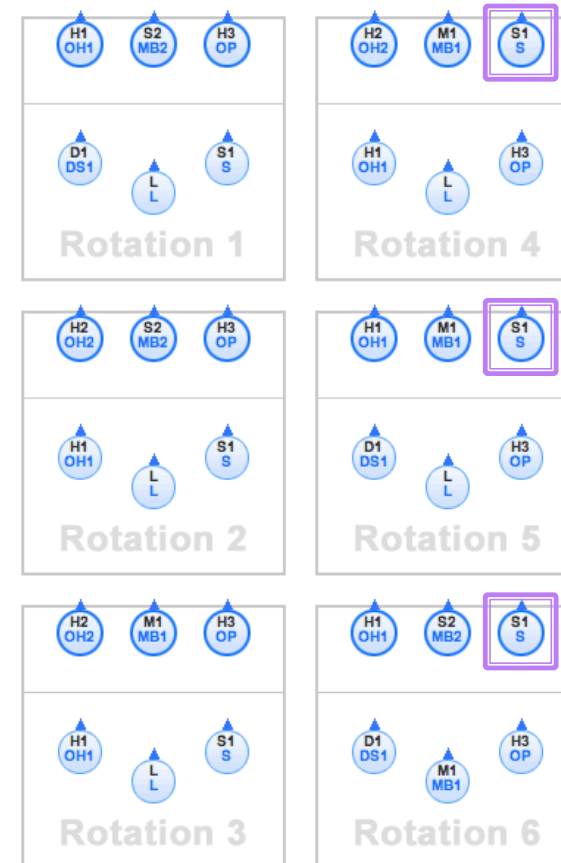 H1 S2 H3
OH1 MB2 OP
D1 L S1
DS1 L S
Rotation 1
H2 M1 S1
OH2 MB1 S
H1 L H3
OH1 L OP
Rotation 4
H2 S2 H3
OH2 MB2 OP
H1 L S1
OH1 L S
Rotation 2
H1 M1 S1
OH1 MB1 S
D1 L H3
DS1 L OP
Rotation 5
H2 M1 H3
OH2 MB1 OP
H1 L S1
OH1 L S
Rotation 3
H1 S2 S1
OH1 MB2 S
D1 M1 H3
DS1 MB1 OP
Rotation 6